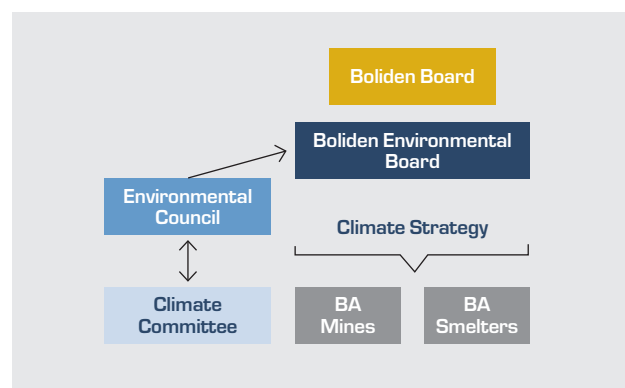 Boliden Board
Boliden Environmental
Board
Environmental
Council
Climate Strategy
Climate
Committee
BA
Mines
BA
Smelters